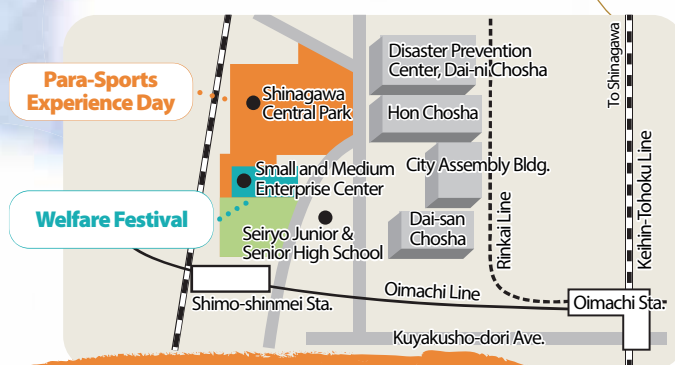 Para-Sports
Experience Day
Shinagawa
Central Park
Disaster Prevention
Center, Dai-ni Chosha
Hon Chosha
To Shinagawa
Small and Medium
Enterprise Center
City Assembly Bldg.
Welfare Festival
Seiryo Junior &
Senior High School
Dai-san
Chosha
Rinkai Line
Keihin-Tohoku Line
Shimo-shinmei Sta.
Oimachi Line
Oimachi Sta.
Kuyakusho-dori Ave.